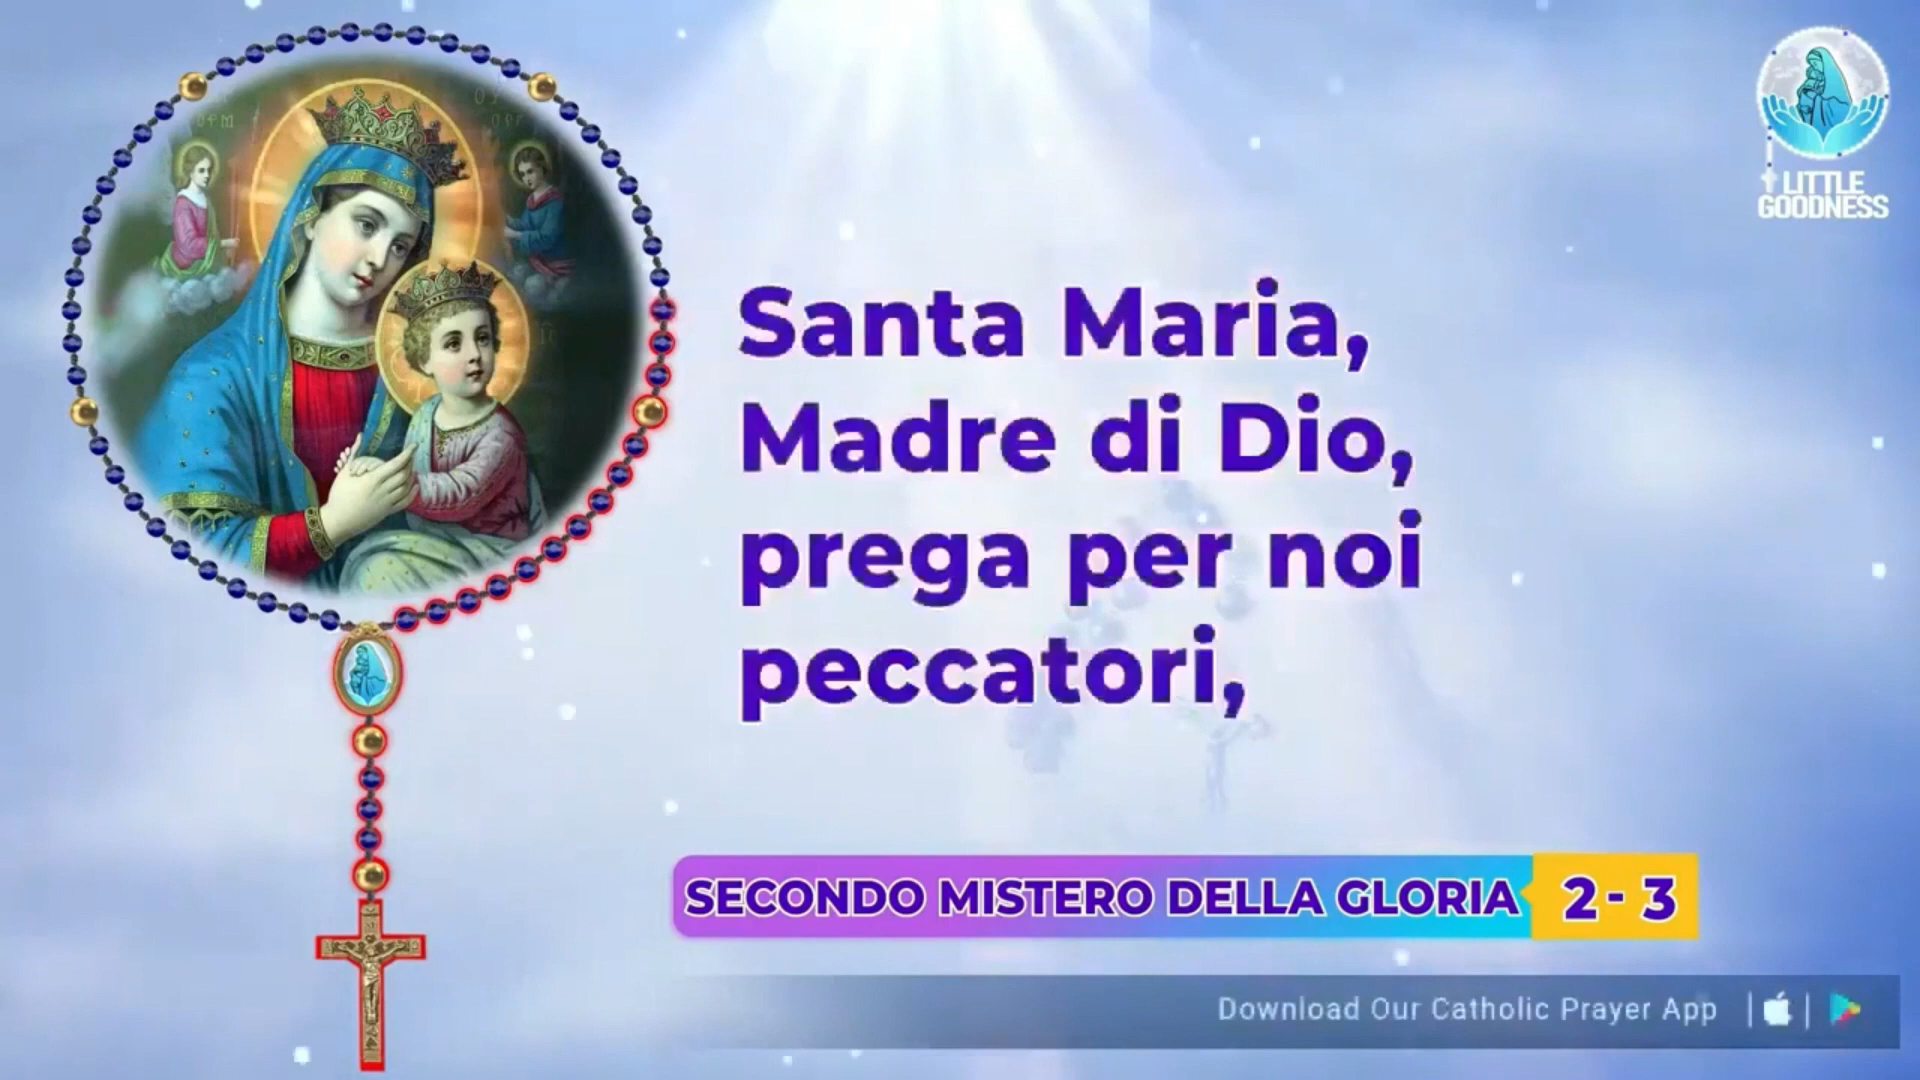 LITTLE
GOODNESS
Santa Maria,
Madre di Dio,
prega per noi
peccatori,
SECONDO MISTERO DELLA GLORIA 2 - 3
Download Our Catholic Prayer App